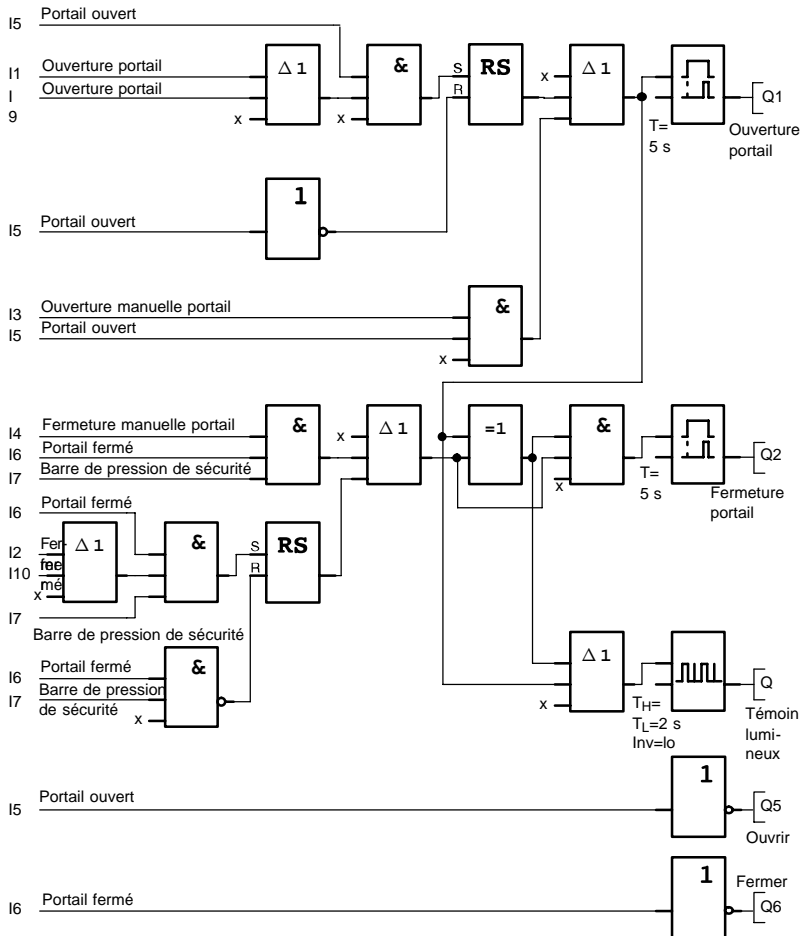 I5 Portail ouvert
I1 Ouverture portail
I Ouverture portail
9
x
Δ 1
x
&
S
R
RS
x
Δ 1
T=
5 s
Q1
Ouverture
portail
I5 Portail ouvert
1
I3 Ouverture manuelle portail
I5 Portail ouvert
x
&
I4 Fermeture manuelle portail
I6 Portail fermé
I7 Barre de pression de sécurité
&
x
Δ 1
=1
x
&
T=
5 s
Q2
Fermeture
portail
I6 Portail fermé
I2 Fer-
I10
mé
x
Δ 1
&
S
R
RS
I7
Barre de pression de sécurité
I6 Portail fermé
I7 Barre de pression
de sécurité
x
&
x
Δ 1
TH=
TL=2 s
Inv=lo
Q
Témoin
lumi-
neux
I5 Portail ouvert
1
Q5
Ouvrir
I6 Portail fermé
1
Fermer
Q6